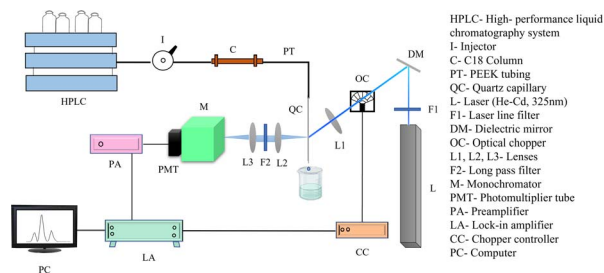 I
C
PT
DM
HPLC
OC
QC
M
F1
L1
L3
F2
L2
PMT
PA
L
PC
LA
CC
HPLC- High- performance liquid
chromatography system
I- Injector
C- C18 Column
PT- PEEK tubing
QC- Quartz capillary
L- Laser (He-Cd, 325nm)
F1- Laser line filter
DM- Dielectric mirror
OC- Optical chopper
L1, L2, L3- Lenses
F2- Long pass filter
M- Monochromator
PMT- Photomultiplier tube
PA- Preamplifier
LA- Lock-in amplifier
CC- Chopper controller
PC- Computer